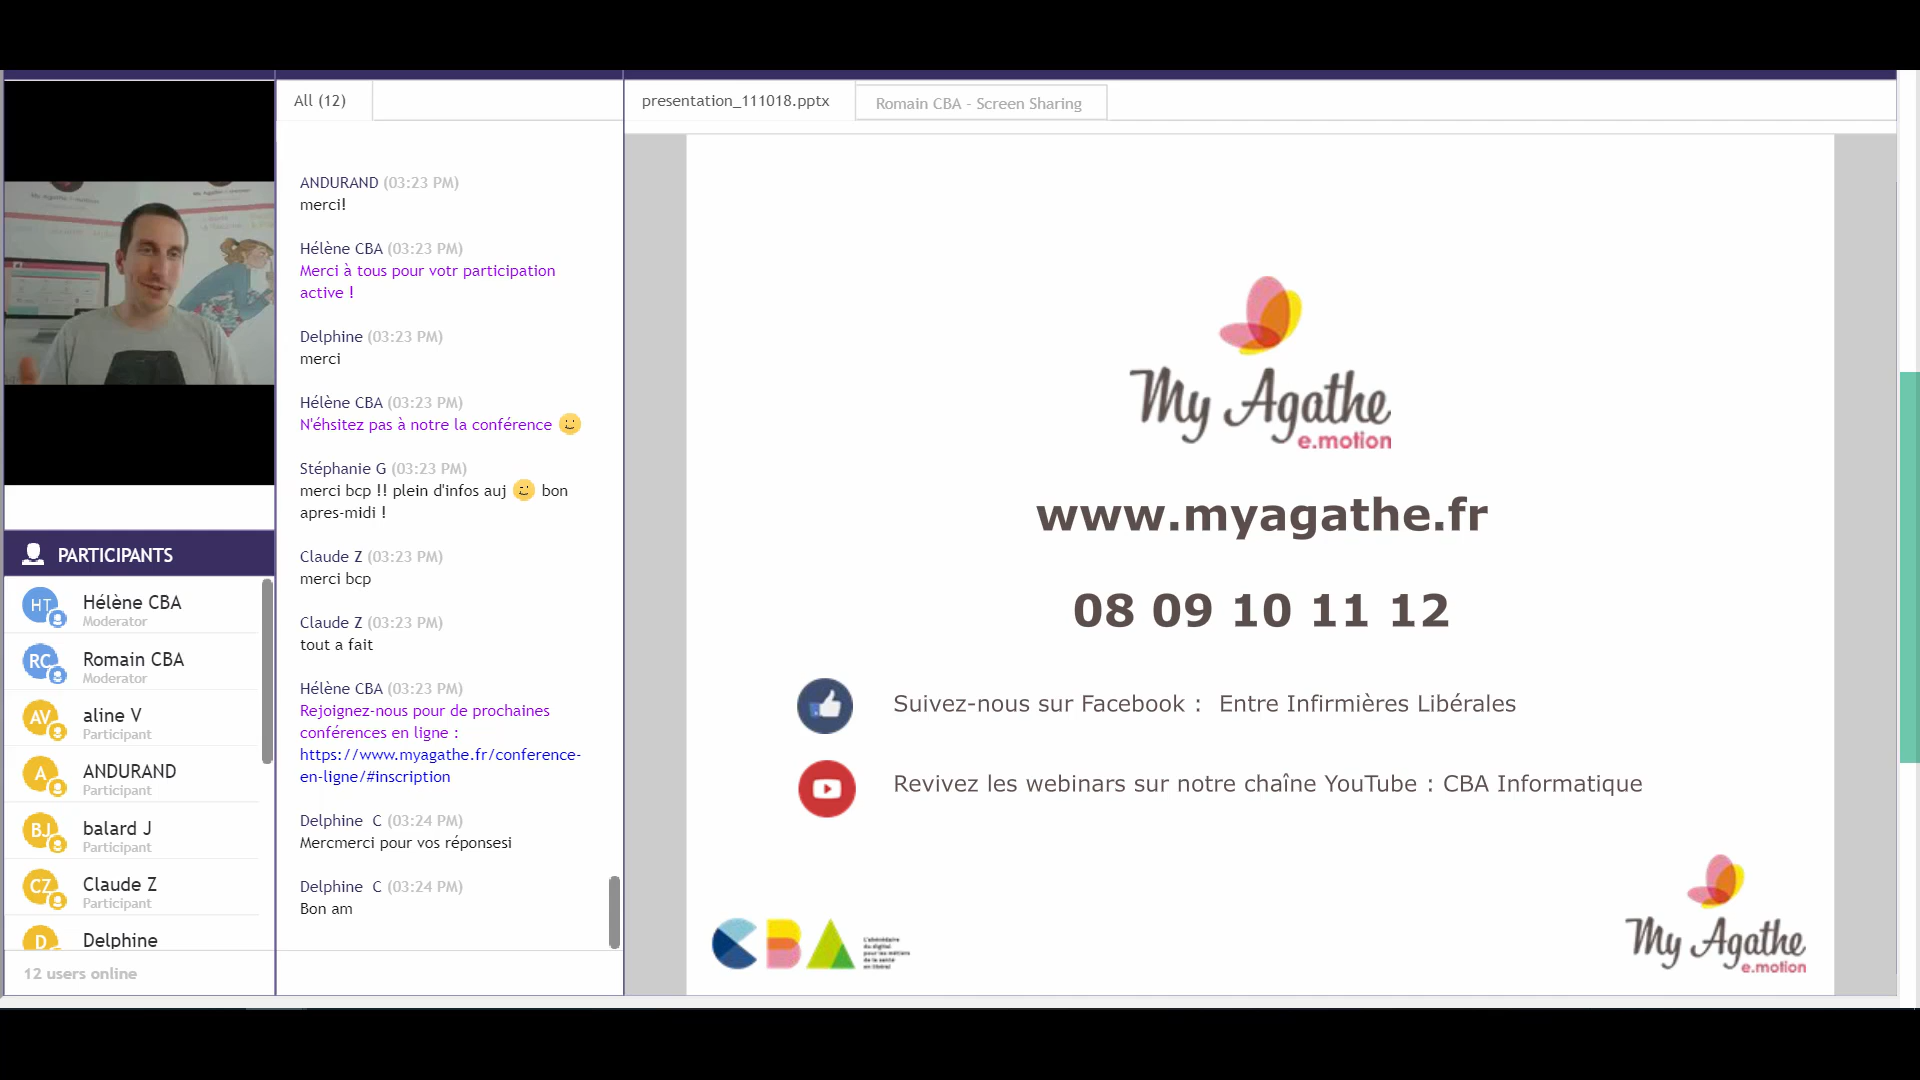 All (12)
presentation_111018.pptx
Romain CBA - Screen Sharing
ANDURAND (03:23 PM)
merci!
Hélène CBA (03:23 PM)
Merci à tous pour votr participation
active !
Delphine (03:23 PM)
merci
Hélène CBA (03:23 PM)
N'éhsitez pas à notre la conférence
Stéphanie G (03:23 PM)
merci bcp !! plein d'infos auj bon
apres-midi !
Claude Z (03:23 PM)
merci bcp
Claude Z (03:23 PM)
tout a fait
Hélène CBA (03:23 PM)
Rejoignez-nous pour de prochaines
conférences en ligne :
https://www.myagathe.fr/conference-
en-ligne/#inscription
Delphine C (03:24 PM)
Mercmerci pour vos réponsesi
Delphine C (03:24 PM)
Bon am
PARTICIPANTS
HT Hélène CBA
Moderator
RC Romain CBA
Moderator
AV aline V
Participant
A ANDURAND
Participant
BJ balard J
Participant
CZ Claude Z
Participant
D Delphine
12 users online
My Agathe
e.motion
www.myagathe.fr
08 09 10 11 12
Suivez-nous sur Facebook : Entre Infirmières Libérales
Revivez les webinars sur notre chaîne YouTube : CBA Informatique
CBA
My Agathe
e.motion